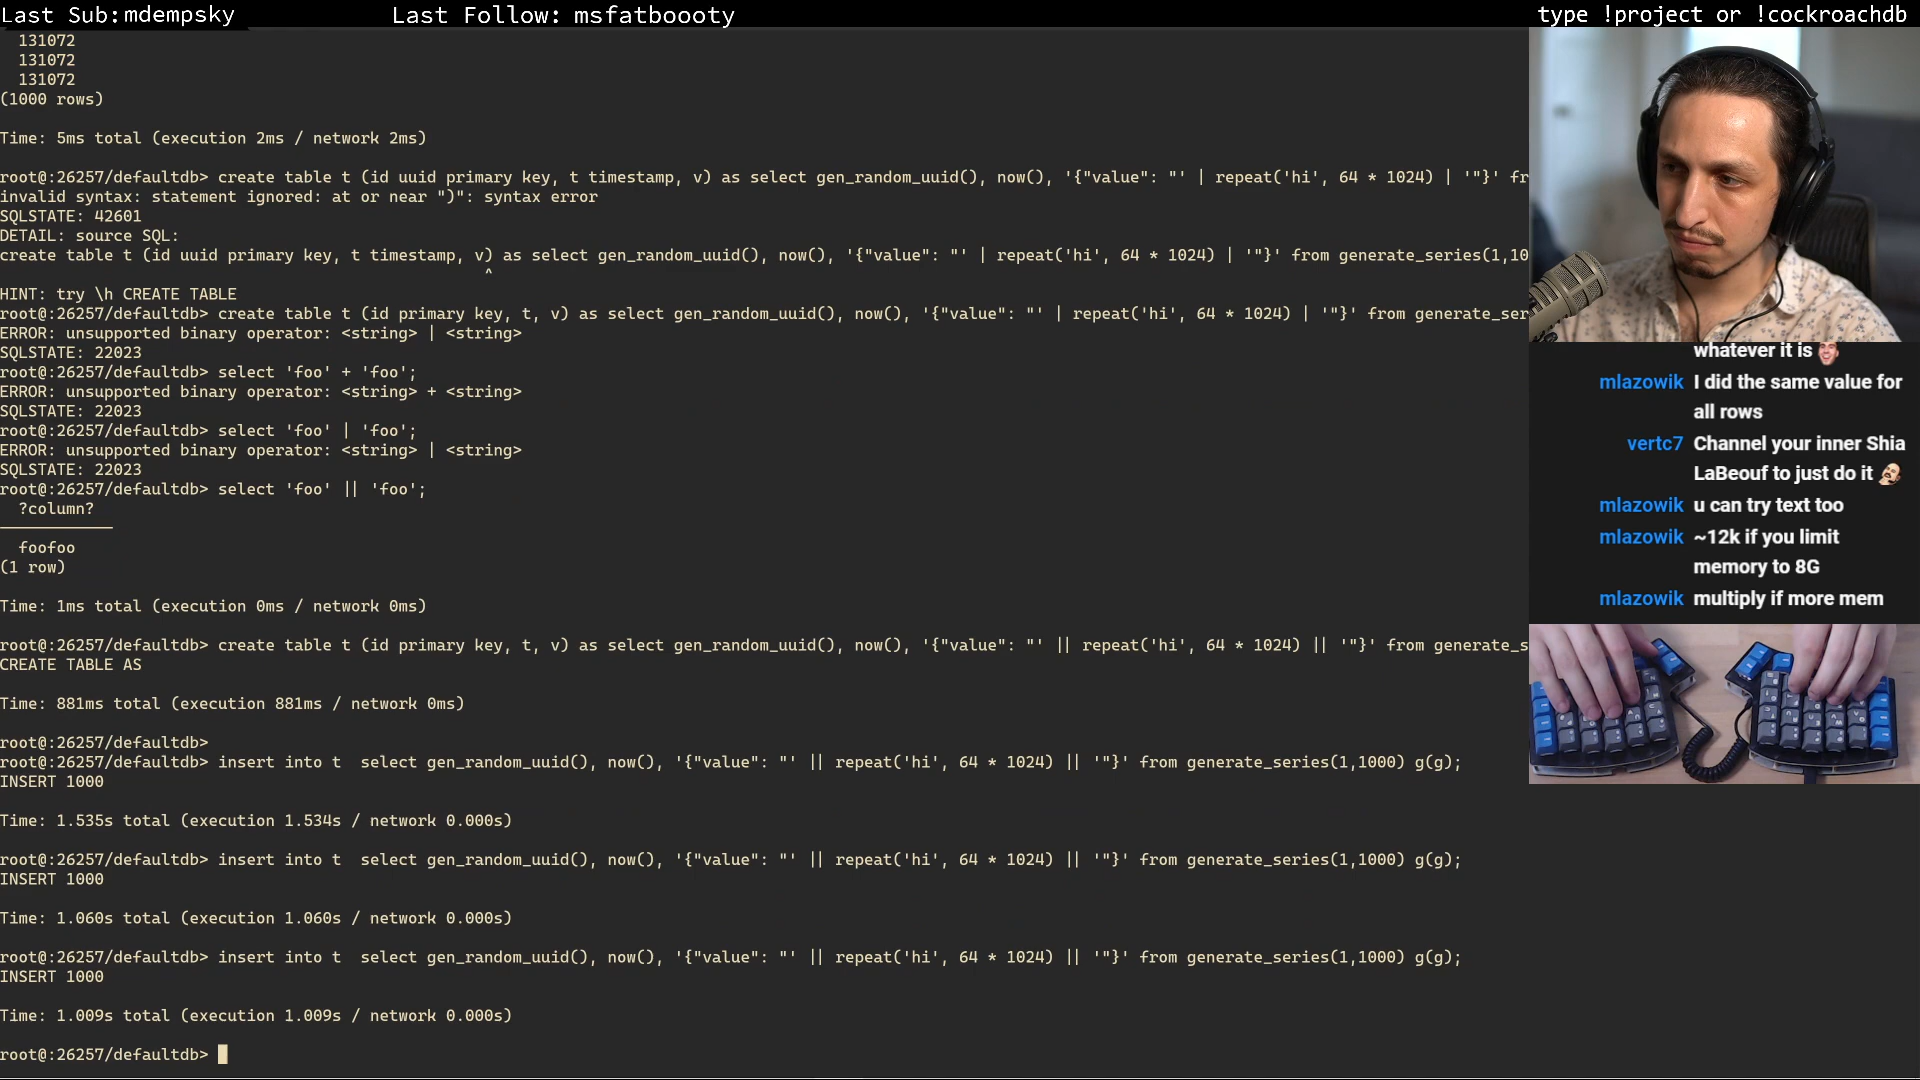 Last Sub:mdempsky
Last Follow: msfatboooty
type !project or !cockroachdb
131072
131072
131072
(1000 rows)
Time: 5ms total (execution 2ms / network 2ms)
root@:26257/defaultdb> create table t (id uuid primary key, t timestamp, v) as select gen_random_uuid(), now(), '{"value": "' | repeat('hi', 64 * 1024) | '"}' fr
invalid syntax: statement ignored: at or near ")": syntax error
SQLSTATE: 42601
DETAIL: source SQL:
create table t (id uuid primary key, t timestamp, v) as select gen_random_uuid(), now(), '{"value": "' | repeat('hi', 64 * 1024) | '"}' from generate_series(1,10
^
HINT: try \h CREATE TABLE
root@:26257/defaultdb> create table t (id primary key, t, v) as select gen_random_uuid(), now(), '{"value": "' | repeat('hi', 64 * 1024) | '"}' from generate_ser
ERROR: unsupported binary operator: <string> | <string>
SQLSTATE: 22023
root@:26257/defaultdb> select 'foo' + 'foo';
ERROR: unsupported binary operator: <string> + <string>
SQLSTATE: 22023
root@:26257/defaultdb> select 'foo' | 'foo';
ERROR: unsupported binary operator: <string> | <string>
SQLSTATE: 22023
root@:26257/defaultdb> select 'foo' || 'foo';
?column?
foofoo
(1 row)
Time: 1ms total (execution 0ms / network 0ms)
root@:26257/defaultdb> create table t (id primary key, t, v) as select gen_random_uuid(), now(), '{"value": "' || repeat('hi', 64 * 1024) || '"}' from generate_s
CREATE TABLE AS
Time: 881ms total (execution 881ms / network 0ms)
root@:26257/defaultdb>
root@:26257/defaultdb> insert into t  select gen_random_uuid(), now(), '{"value": "' || repeat('hi', 64 * 1024) || '"}' from generate_series(1,1000) g(g);
INSERT 1000
Time: 1.535s total (execution 1.534s / network 0.000s)
root@:26257/defaultdb> insert into t  select gen_random_uuid(), now(), '{"value": "' || repeat('hi', 64 * 1024) || '"}' from generate_series(1,1000) g(g);
INSERT 1000
Time: 1.060s total (execution 1.060s / network 0.000s)
root@:26257/defaultdb> insert into t  select gen_random_uuid(), now(), '{"value": "' || repeat('hi', 64 * 1024) || '"}' from generate_series(1,1000) g(g);
INSERT 1000
Time: 1.009s total (execution 1.009s / network 0.000s)
root@:26257/defaultdb>
whatever it is
mlazowik I did the same value for
all rows
vertc7 Channel your inner Shia
LaBeouf to just do it
mlazowik u can try text too
mlazowik ~12k if you limit
memory to 8G
mlazowik multiply if more mem